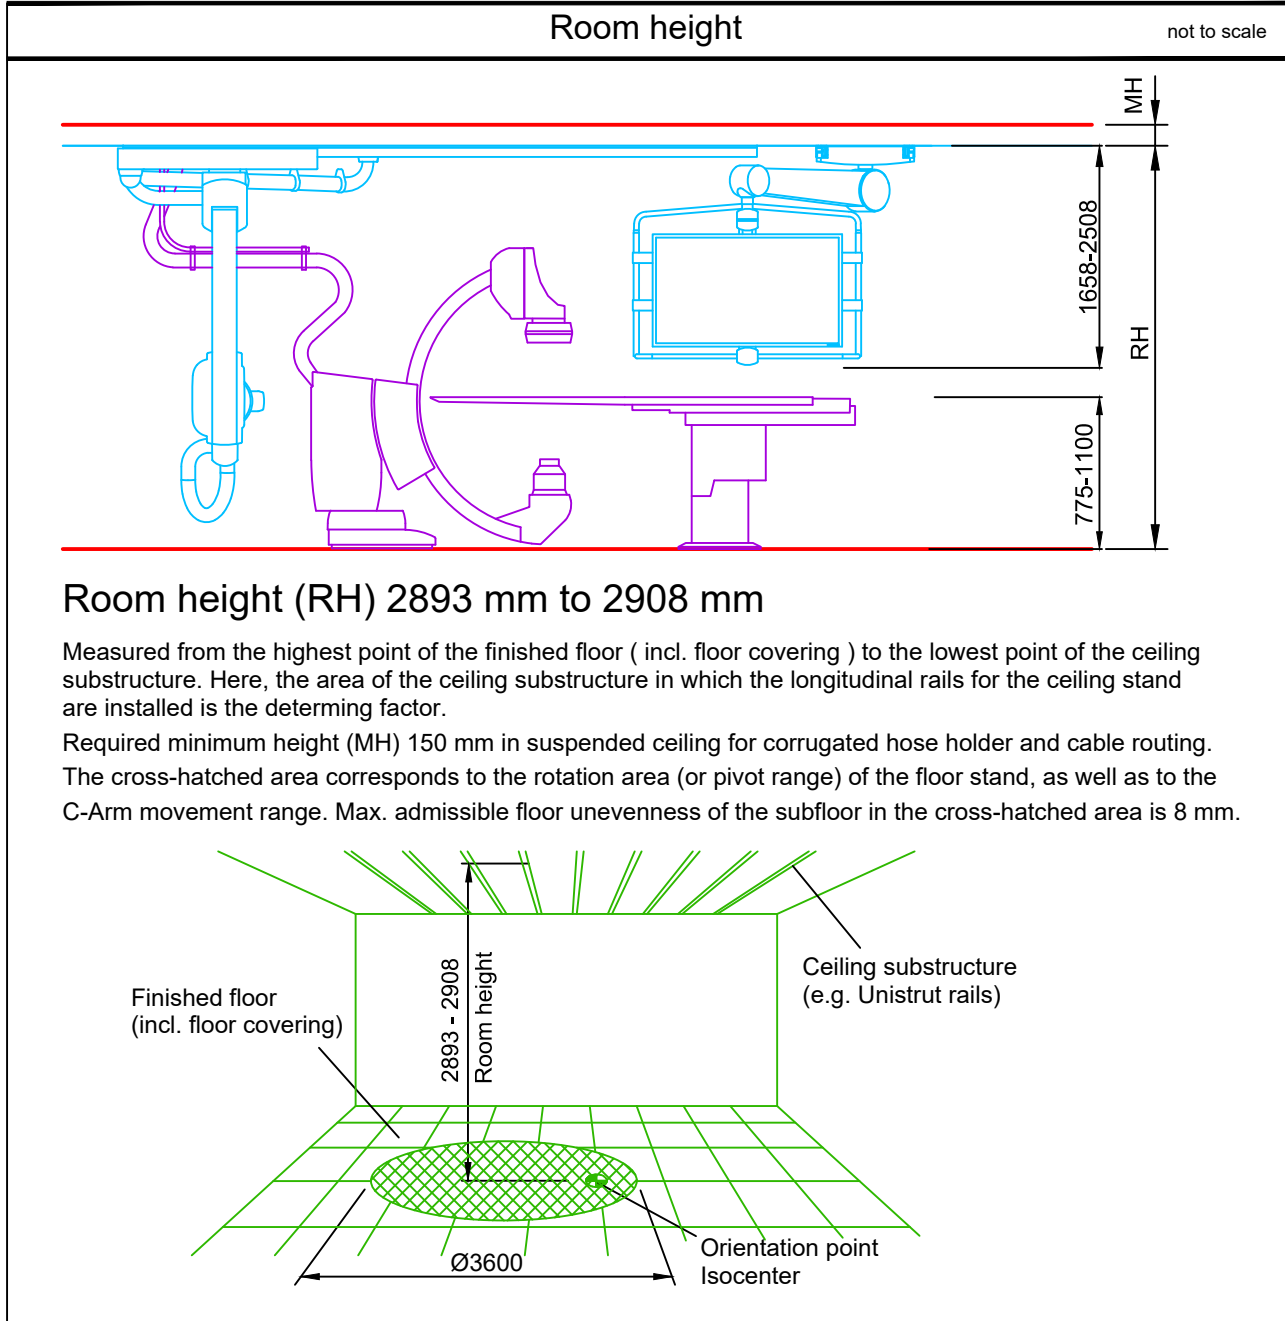 Room height
not to scale
MH
1658-2508
RH
775-1100
Room height (RH) 2893 mm to 2908 mm
Measured from the highest point of the finished floor ( incl. floor covering ) to the lowest point of the ceiling
substructure. Here, the area of the ceiling substructure in which the longitudinal rails for the ceiling stand
are installed is the determing factor.
Required minimum height (MH) 150 mm in suspended ceiling for corrugated hose holder and cable routing.
The cross-hatched area corresponds to the rotation area (or pivot range) of the floor stand, as well as to the
C-Arm movement range. Max. admissible floor unevenness of the subfloor in the cross-hatched area is 8 mm.
Ceiling substructure
(e.g. Unistrut rails)
Finished floor
(incl. floor covering)
2893 - 2908
Room height
Orientation point
Isocenter
Ø3600